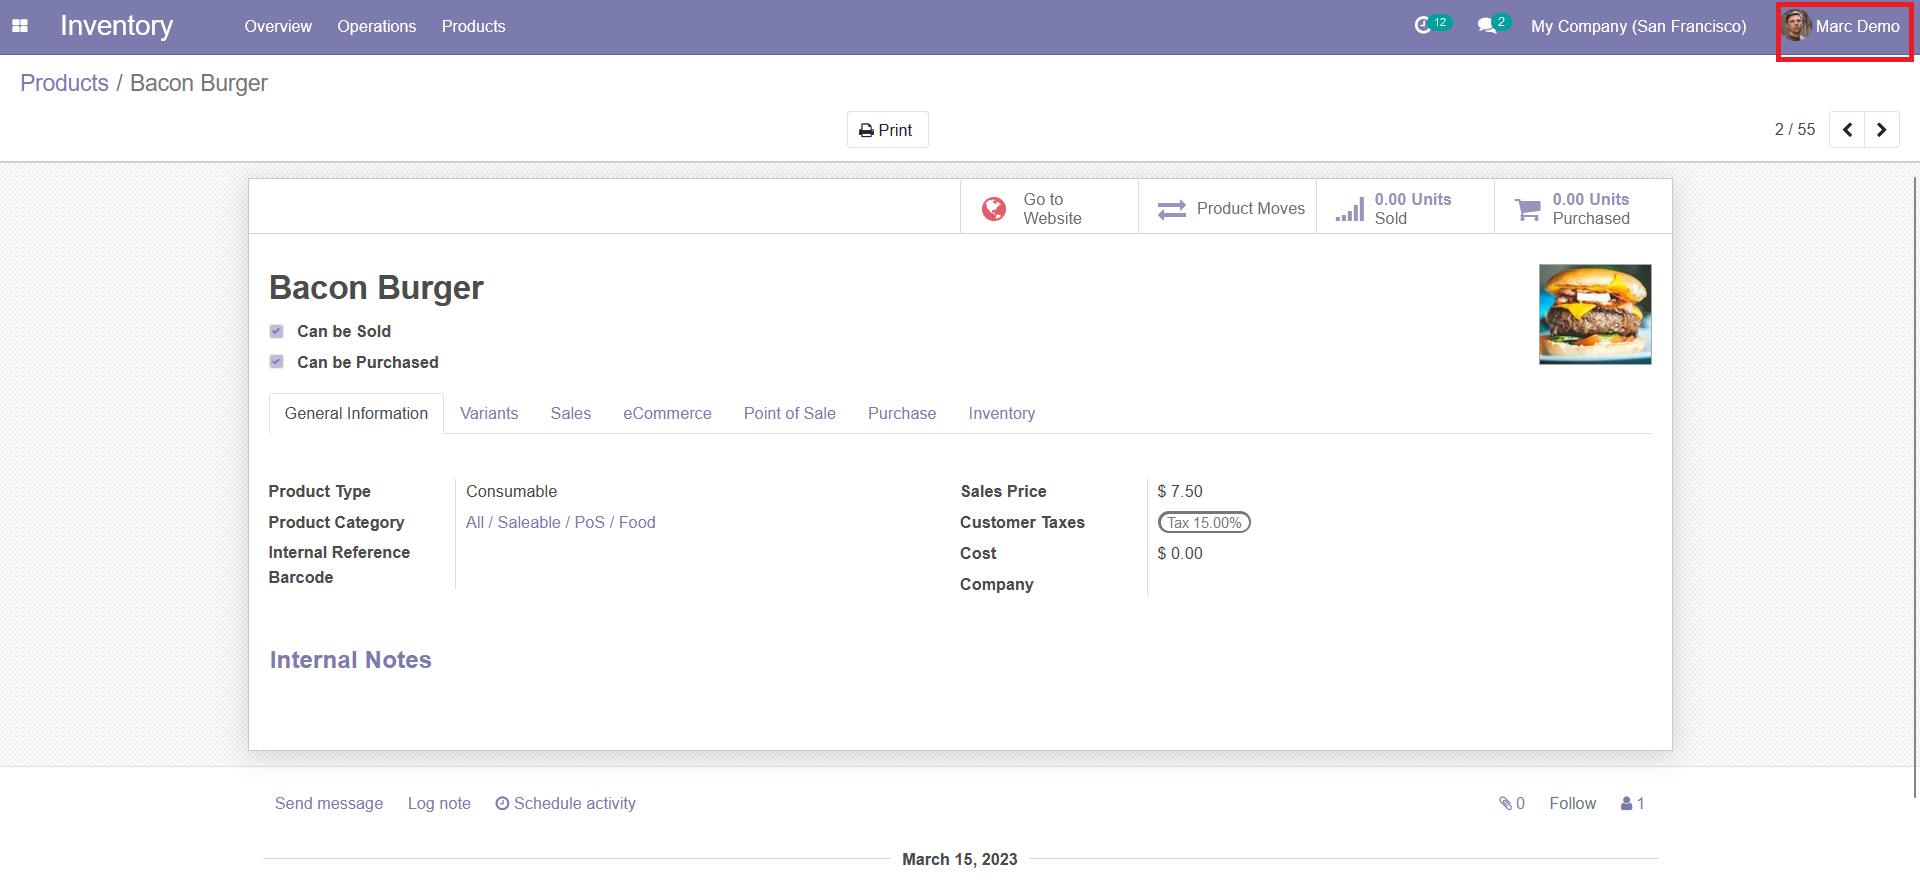 Inventory Overview Operations Products 12 2 My Company (San Francisco) Marc Demo
Products / Bacon Burger
Print 2 / 55
Go to
Website
Product Moves
0.00 Units
Sold
0.00 Units
Purchased
Bacon Burger
Can be Sold
Can be Purchased
General Information Variants Sales eCommerce Point of Sale Purchase Inventory
Product Type Consumable
Product Category All / Saleable / PoS / Food
Internal Reference
Barcode
Sales Price $ 7.50
Customer Taxes Tax 15.00%
Cost $ 0.00
Company
Internal Notes
Send message Log note Schedule activity 0 Follow 1
March 15, 2023